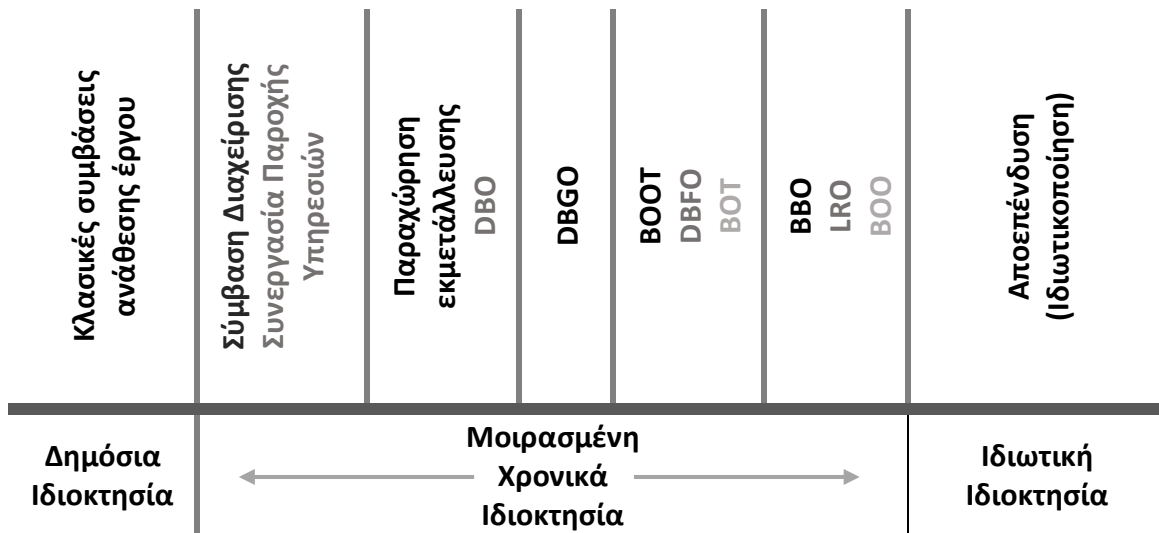 Κλασικές συμβάσεις
ανάθεσης έργου
Σύμβαση Διαχείρισης
Συνεργασία Παροχής
Υπηρεσιών
Παραχώρηση
εκμετάλλευσης
DBO
DBGO
BOOT
DBFO
BOT
BBO
LRO
BOO
Αποεπένδυση
(Ιδιωτικοποίηση)
Δημόσια
Ιδιοκτησία
Μοιρασμένη
Χρονικά
Ιδιοκτησία
Ιδιωτική
Ιδιοκτησία